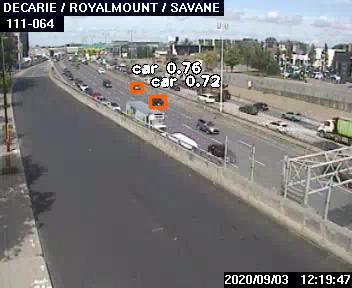 DECARIE / ROYALMOUNT / SAVANE
111-064
car 0.76
car 0.72
2020/09/03 12:19:47